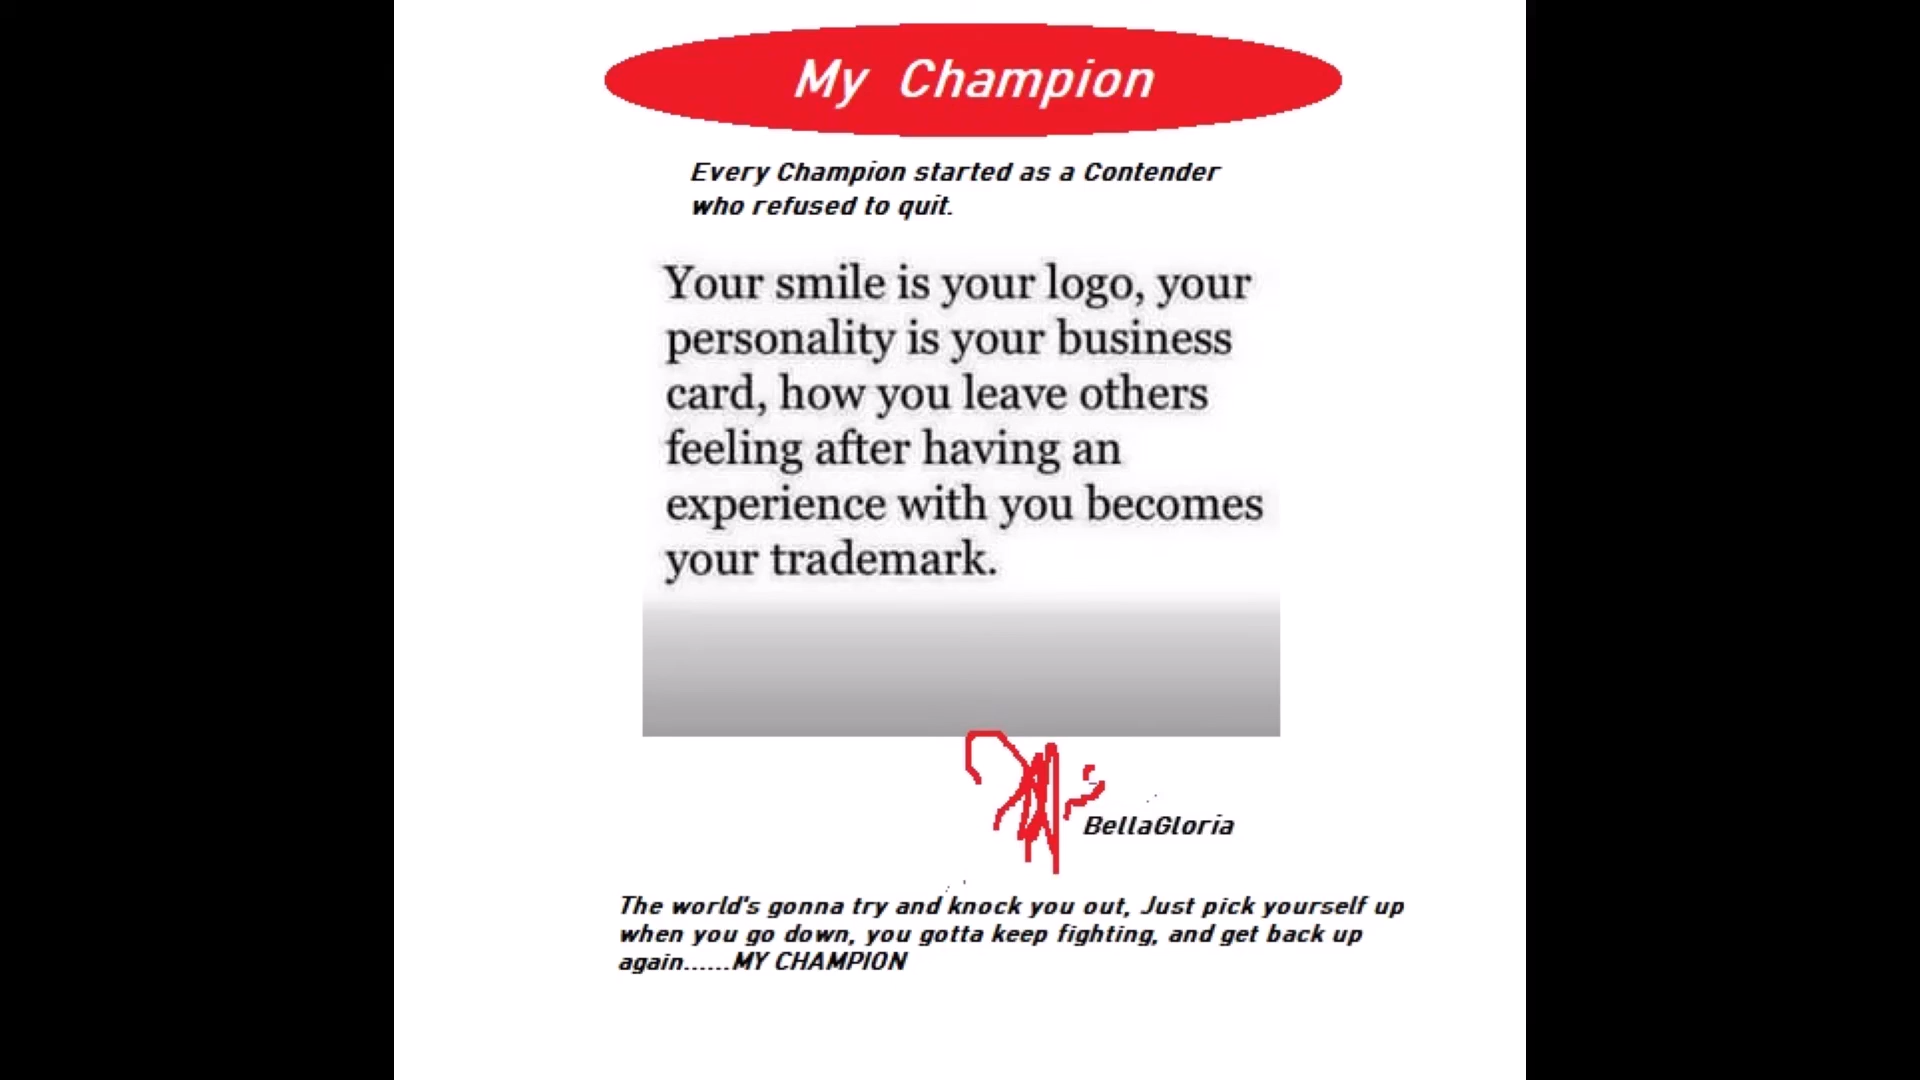 My Champion
Every Champion started as a Contender
who refused to quit.
Your smile is your logo, your
personality is your business
card, how you leave others
feeling after having an
experience with you becomes
your trademark.
BellaGloria
The world's gonna try and knock you out, Just pick yourself up
when you go down, you gotta keep fighting, and get back up
again......MY CHAMPION